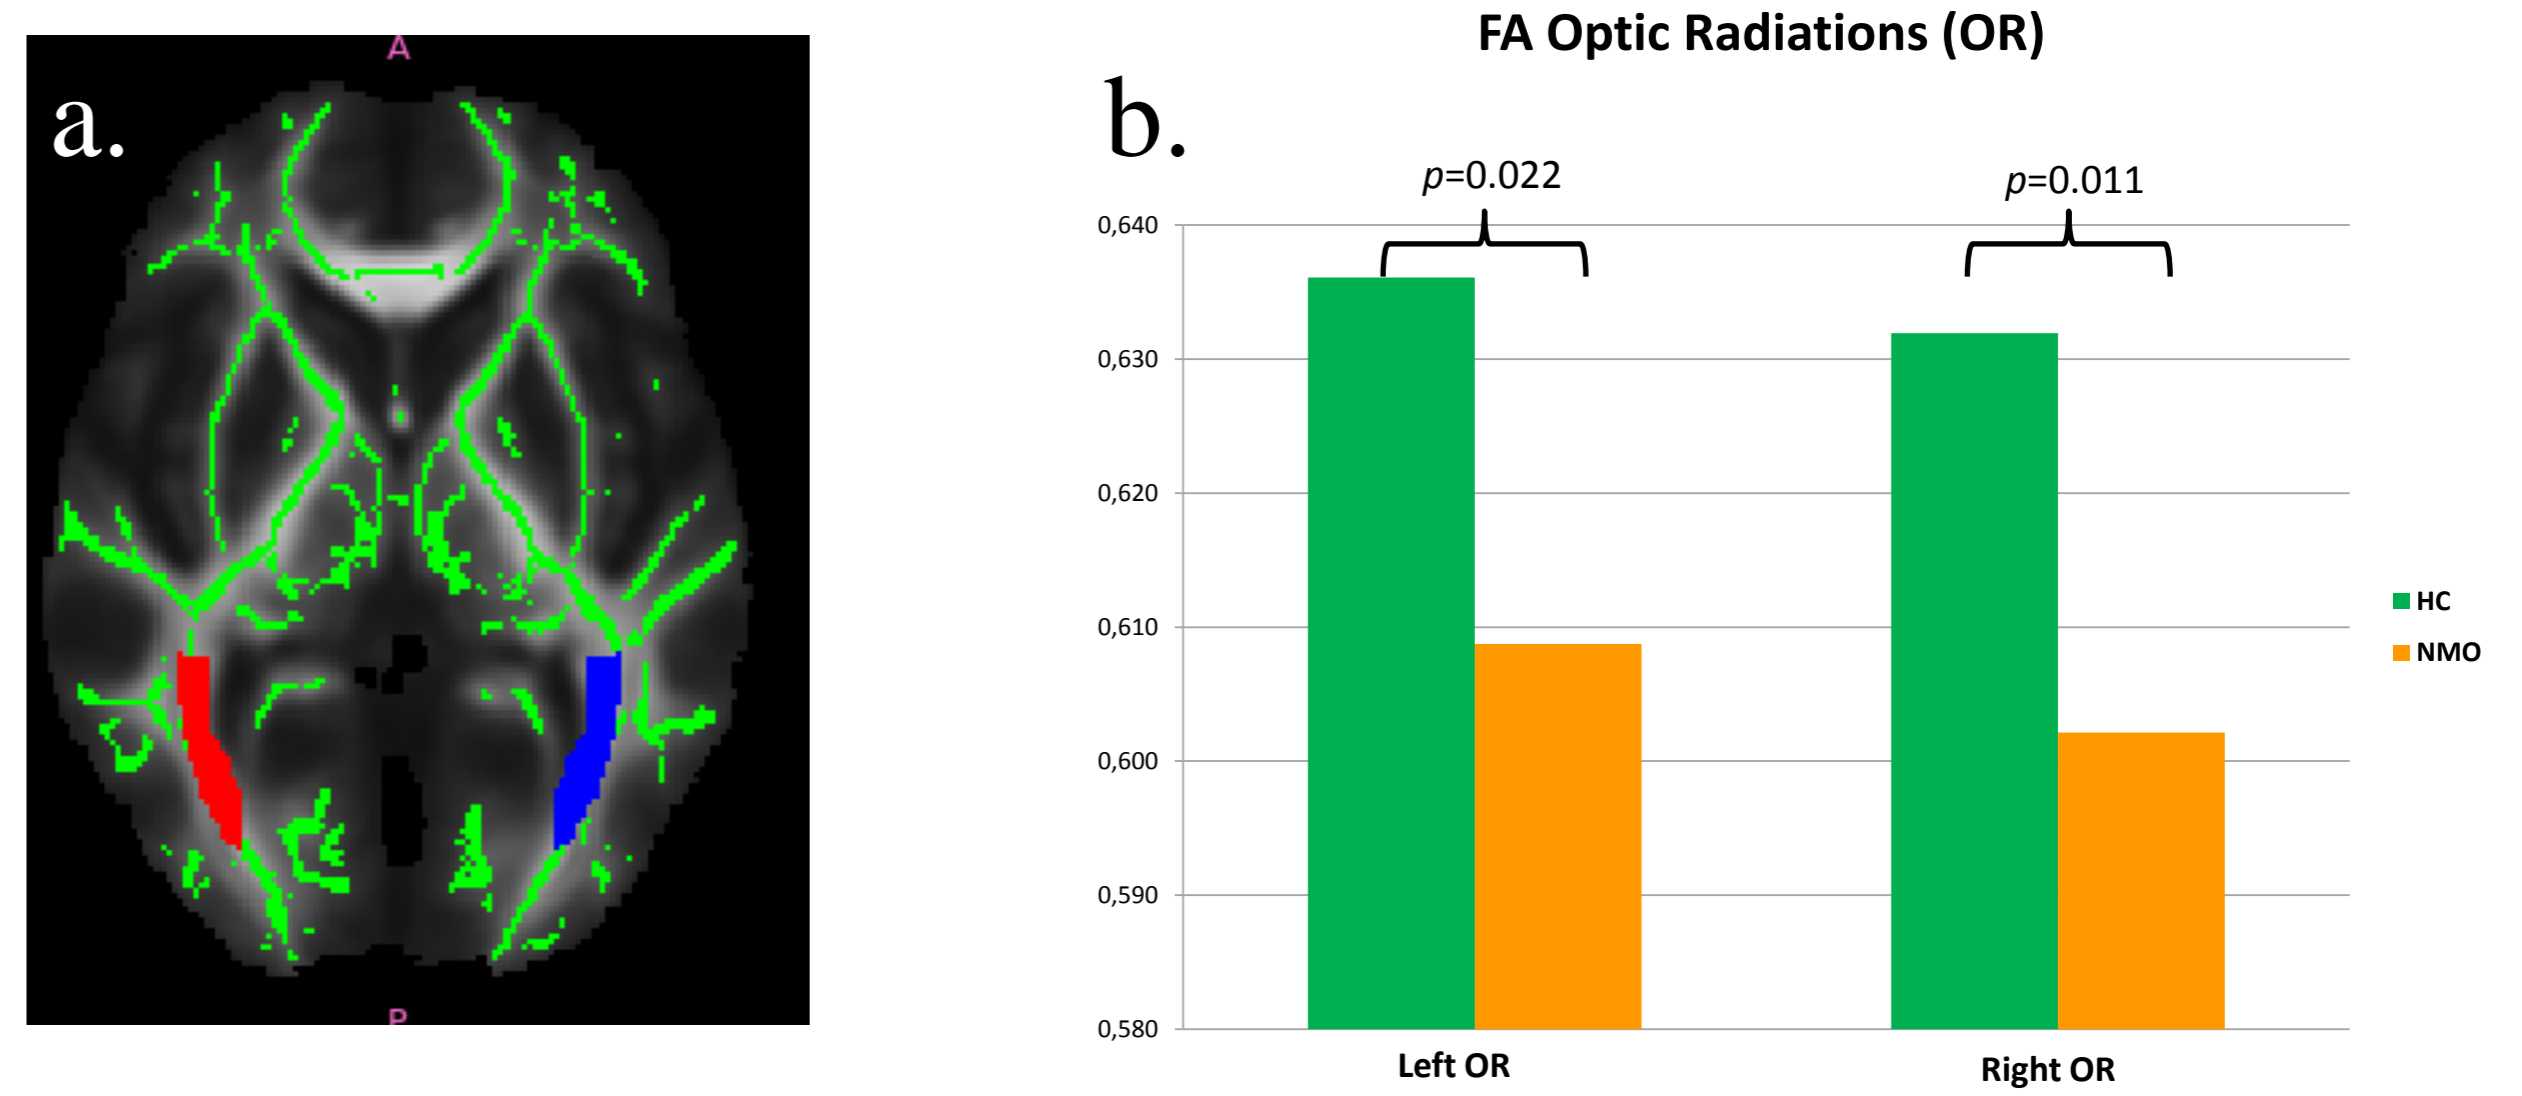 A
a.
P
FA Optic Radiations (OR)
b.
p=0.022
p=0.011
0,640
0,630
0,620
0,610
0,600
0,590
0,580
Left OR
Right OR
HC
NMO